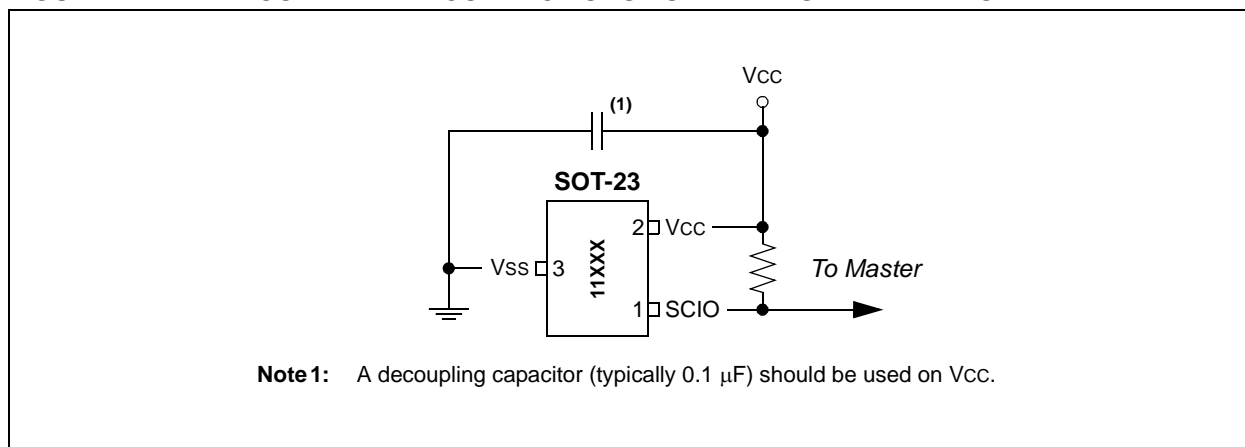 VCC
(1)
SOT-23
2 VCC
VSS 3
11XXX
To Master
1 SCIO
Note 1: A decoupling capacitor (typically 0.1 μF) should be used on VCC.